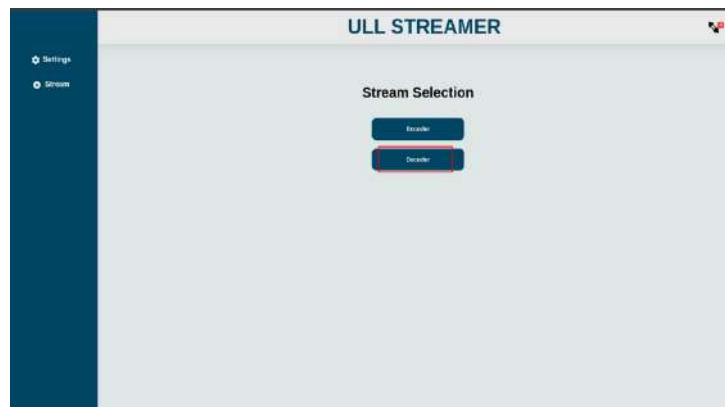 ULL STREAMER
Settings
Stream
Stream Selection
Encoder
Decoder